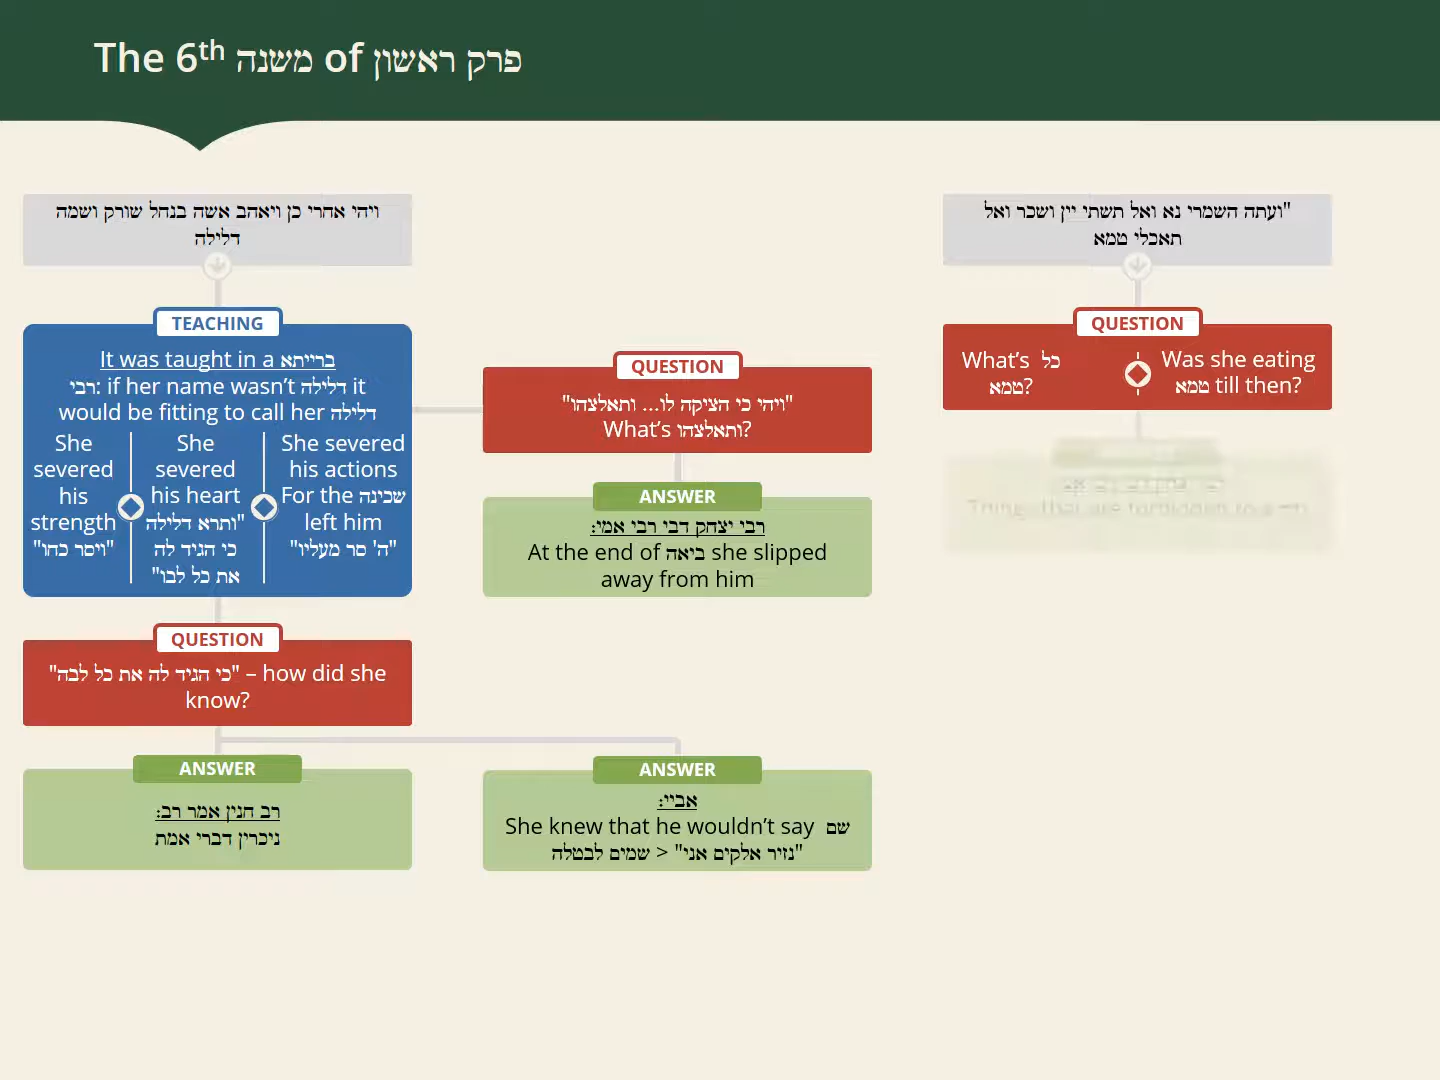 The 6th משנה of פרק ראשון
ויהי אחרי כן ויאהב אשה בנהל שורק ושמה
דלילה
TEACHING
It was taught in a ברייתא
רבי: if her name wasn't דלילה it
would be fitting to call her דלילה
She
severed
his
strength
"ויסר כחו"
She
severed
his heart
"ותרא דלילה
כי הגיד לה
את כל לבו"
She severed
his actions
For the שכינה
left him
"ה' סר מעליו"
QUESTION
"ויהי כי הציקה לו... ותאלצהו"
What's ותאלצהו?
ANSWER
רבי יצחק דבי רבי אמי:
At the end of ביאה she slipped
away from him
QUESTION
"כי הגיד לה את כל לבה" – how did she
know?
ANSWER
רב חנין אמר רב:
ניכרין דברי אמת
ANSWER
אביי:
She knew that he wouldn't say שם
שמים לבטלה > "נזיר אלקים אני"
"ועתה השמרי נא ואל תשתי יין ושכר ואל
תאכלי טמא
QUESTION
What's כל
טמא?
Was she eating
טמא till then?
Things that are forbidden to a